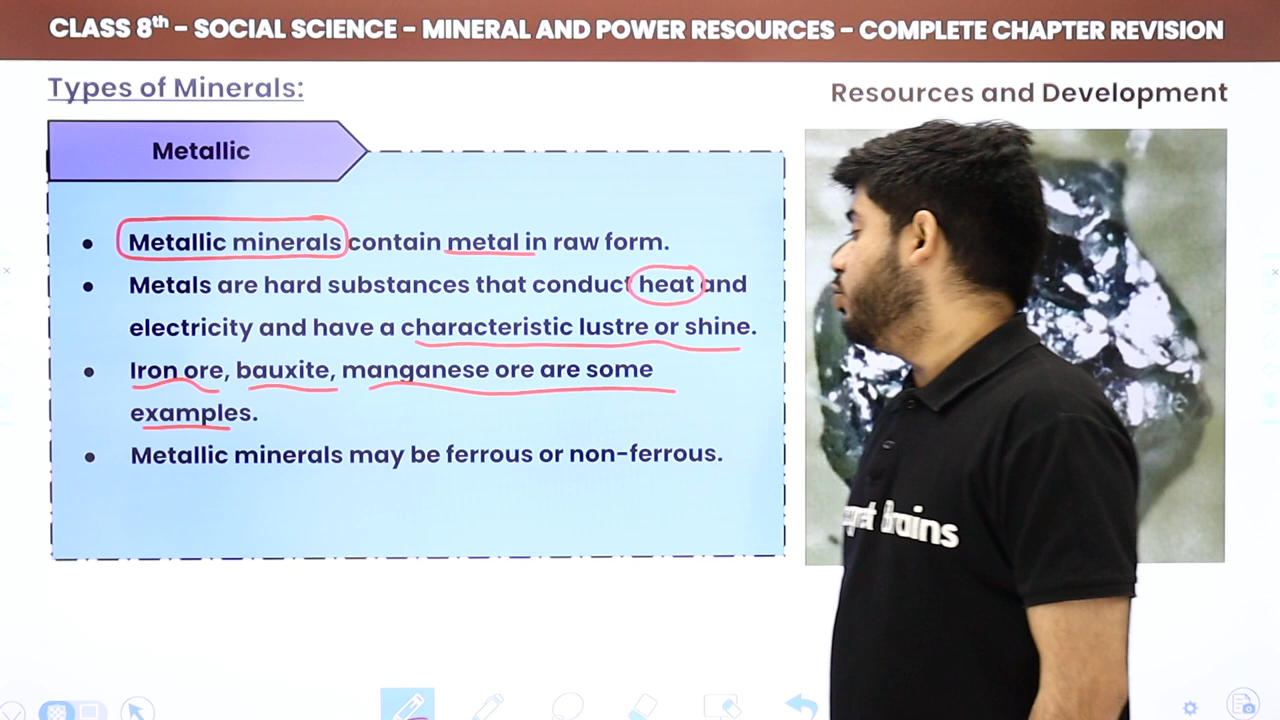 CLASS 8th – SOCIAL SCIENCE – MINERAL AND POWER RESOURCES – COMPLETE CHAPTER REVISION
Types of Minerals:
Resources and Development
Metallic
• Metallic minerals contain metal in raw form.
• Metals are hard substances that conduct heat and
electricity and have a characteristic lustre or shine.
• Iron ore, bauxite, manganese ore are some
examples.
• Metallic minerals may be ferrous or non-ferrous.
Brains